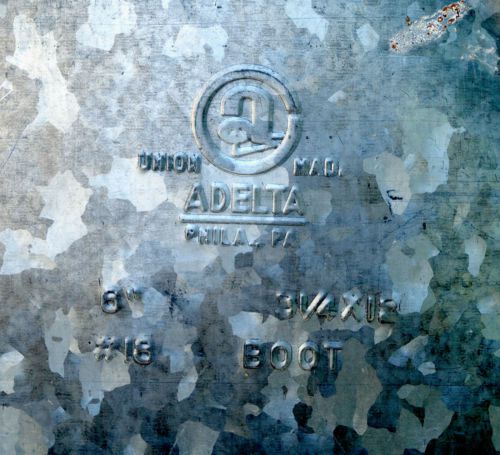 UNION MADE
ADELTA
PHILA., PA.
8"  3 1/4 X 12
#18 BOOT